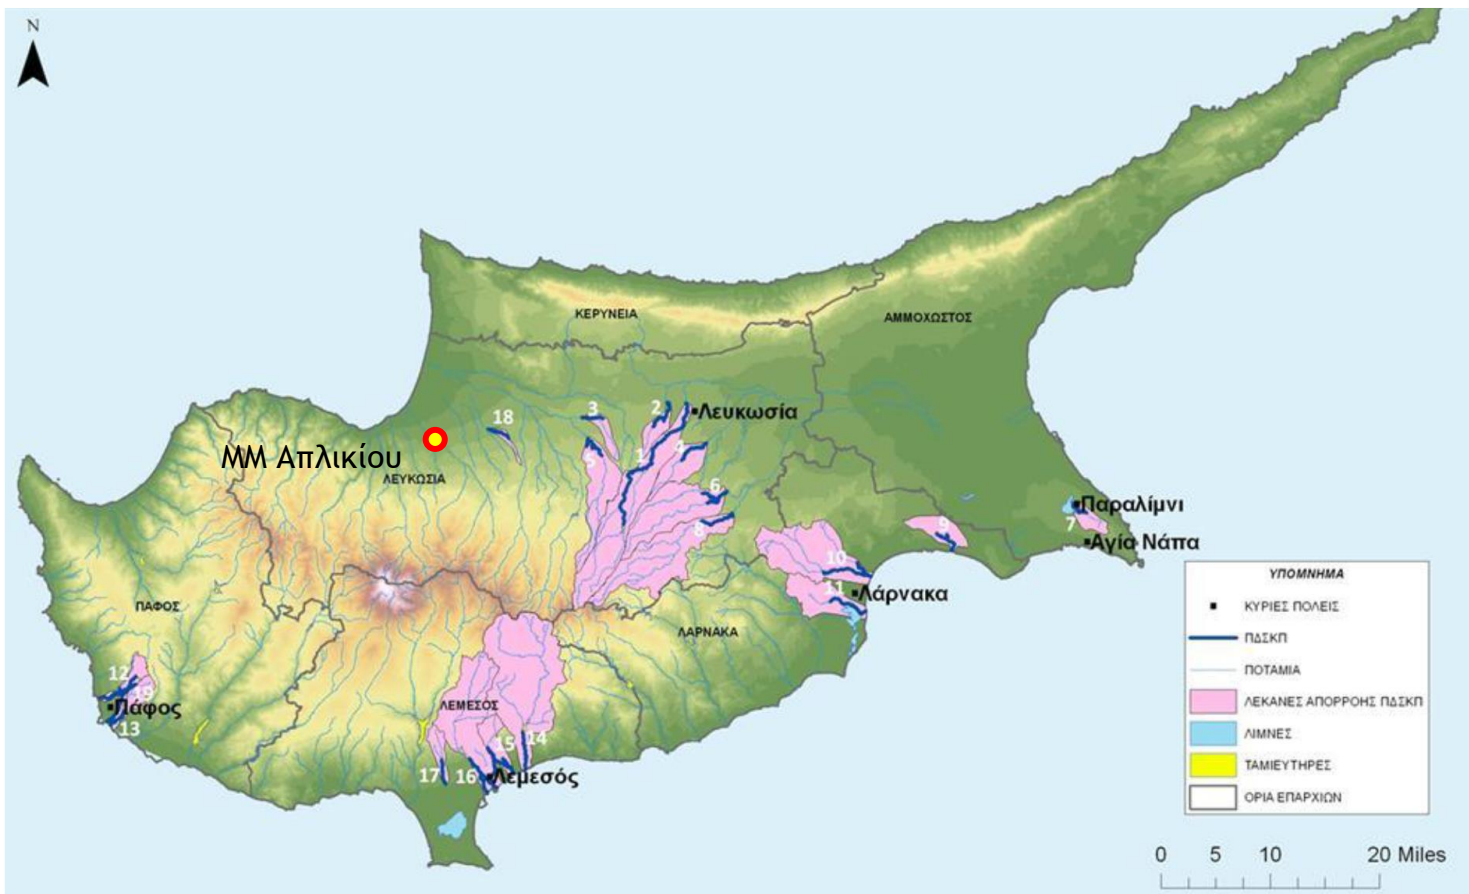 N
ΚΕΡΥΝΕΙΑ
ΑΜΜΟΧΩΣΤΟΣ
18
3
2
Λευκωσία
ΜΜ Απλικίου
ΛΕΥΚΩΣΙΑ
5
1
4
6
8
9
7
Παραλίμνι
Αγία Νάπα
10
11
Λάρνακα
ΛΑΡΝΑΚΑ
ΠΑΦΟΣ
12
19
Πάφος
13
ΛΕΜΕΣΟΣ
17
16
15
14
Λεμεσός
ΥΠΟΜΝΗΜΑ
ΚΥΡΙΕΣ ΠΟΛΕΙΣ
ΠΔΣΚΠ
ΠΟΤΑΜΙΑ
ΛΕΚΑΝΕΣ ΑΠΟΡΡΟΗΣ ΠΔΣΚΠ
ΛΙΜΝΕΣ
ΤΑΜΙΕΥΤΗΡΕΣ
ΟΡΙΑ ΕΠΑΡΧΙΩΝ
0 5 10 20 Miles